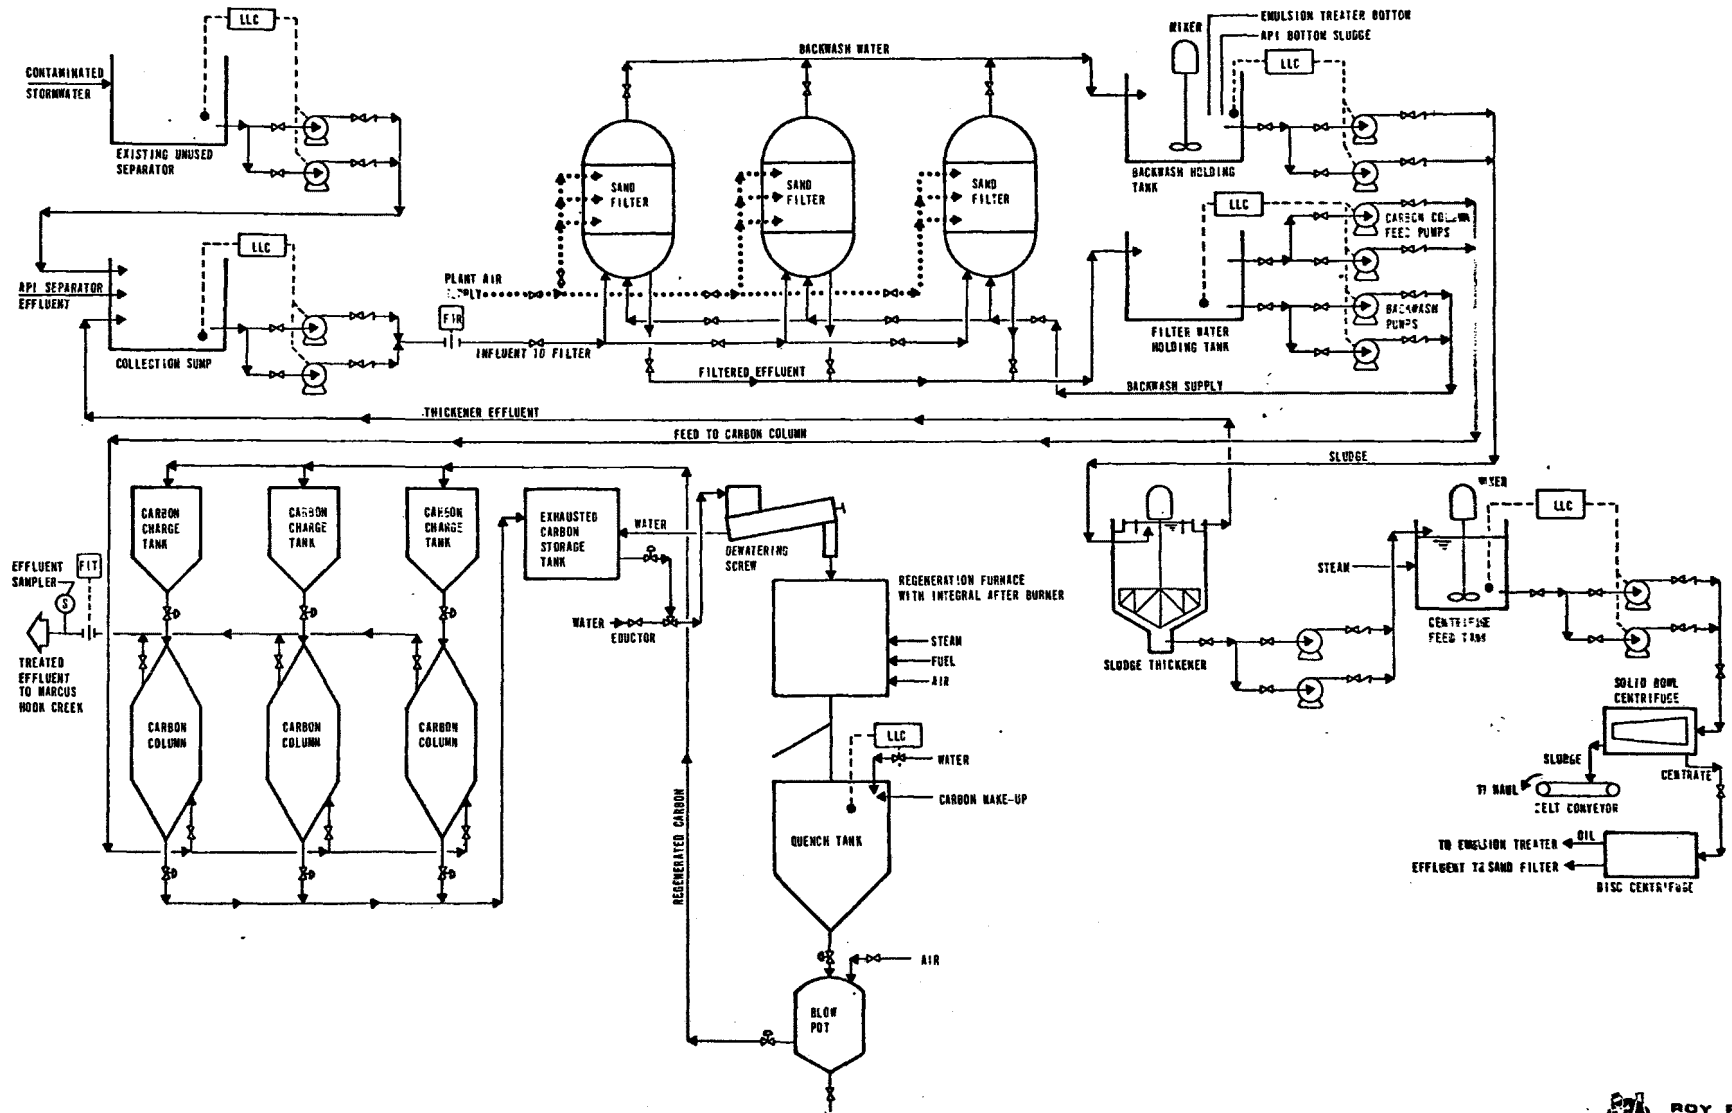 LLC
CONTAMINATED
STORMWATER
EXISTING UNUSED
SEPARATOR
LLC
API SEPARATOR
EFFLUENT
COLLECTION SUMP
BACKWASH WATER
SAND
FILTER
SAND
FILTER
SAND
FILTER
PLANT AIR
FIR
INFLUENT TO FILTER
FILTERED EFFLUENT
MIXER
EMULSION TREATER BOTTOM
API BOTTOM SLUDGE
LLC
BACKWASH HOLDING
TANK
LLC
CARBON COLUMN
FEED PUMPS
BACKWASH
PUMPS
FILTER WATER
HOLDING TANK
BACKWASH SUPPLY
THICKENER EFFLUENT
FEED TO CARBON COLUMN
SLUDGE
CARBON
CHARGE
TANK
CARBON
CHARGE
TANK
CARBON
CHARGE
TANK
EXHAUSTED
CARBON
STORAGE
TANK
WATER
DEWATERING
SCREW
WATER
EDUCTOR
EFFLUENT
SAMPLER
FIT
S
TREATED
EFFLUENT
TO MARCUS
HOOK CREEK
CARBON
COLUMN
CARBON
COLUMN
CARBON
COLUMN
REGENERATION FURNACE
WITH INTEGRAL AFTER BURNER
STEAM
FUEL
AIR
LLC
WATER
CARBON MAKE-UP
QUENCH TANK
REGENERATED CARBON
AIR
BLOW
POT
SLUDGE THICKENER
MIXER
LLC
STEAM
CENTRIFUGE
FEED TANK
SOLID BOWL
CENTRIFUGE
SLUDGE
CENTRATE
TO HAUL
BELT CONVEYOR
TO EMULSION TREATER
OIL
EFFLUENT TO SAND FILTER
DISC CENTRIFUGE
ROY